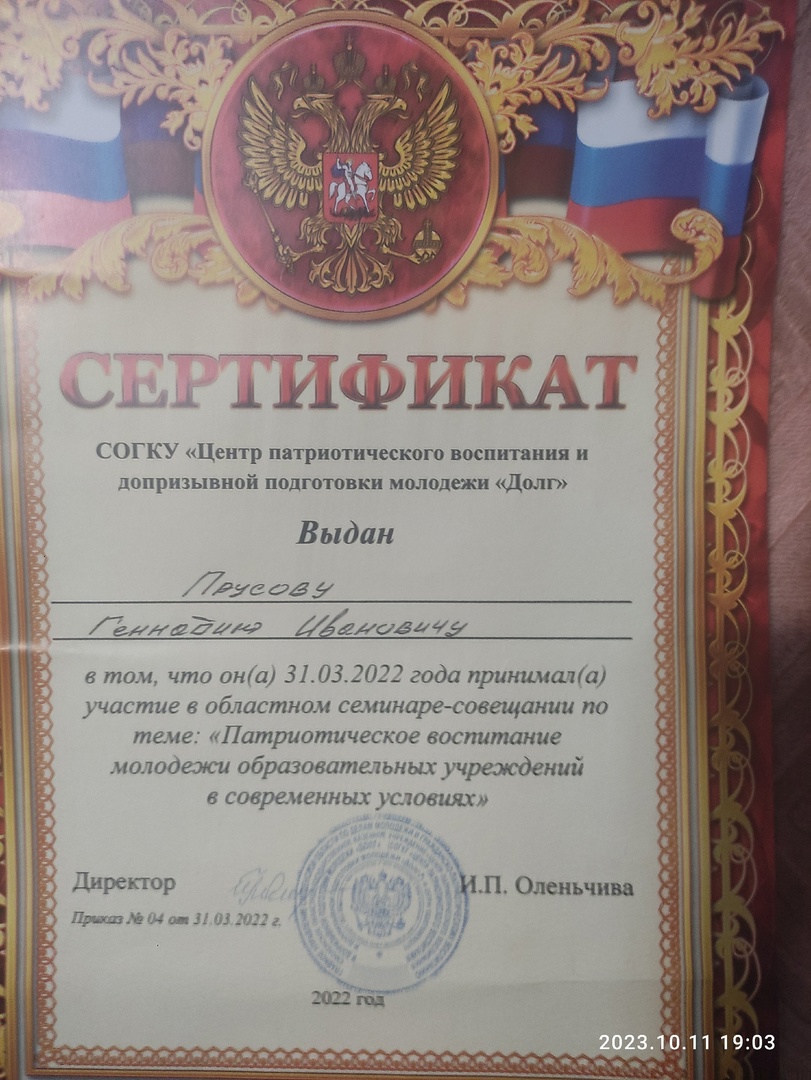 СЕРТИФИКАТ
СОГКУ «Центр патриотического воспитания и
допризывной подготовки молодежи «Долг»
Выдан
Прусову
Геннадию Ивановичу
в том, что он(а) 31.03.2022 года принимал(а)
участие в областном семинаре-совещании по
теме: «Патриотическое воспитание
молодежи образовательных учреждений
в современных условиях»
Директор И.П. Оленьчива
Приказ № 04 от 31.03.2022 г.
2022 год
2023.10.11 19:03